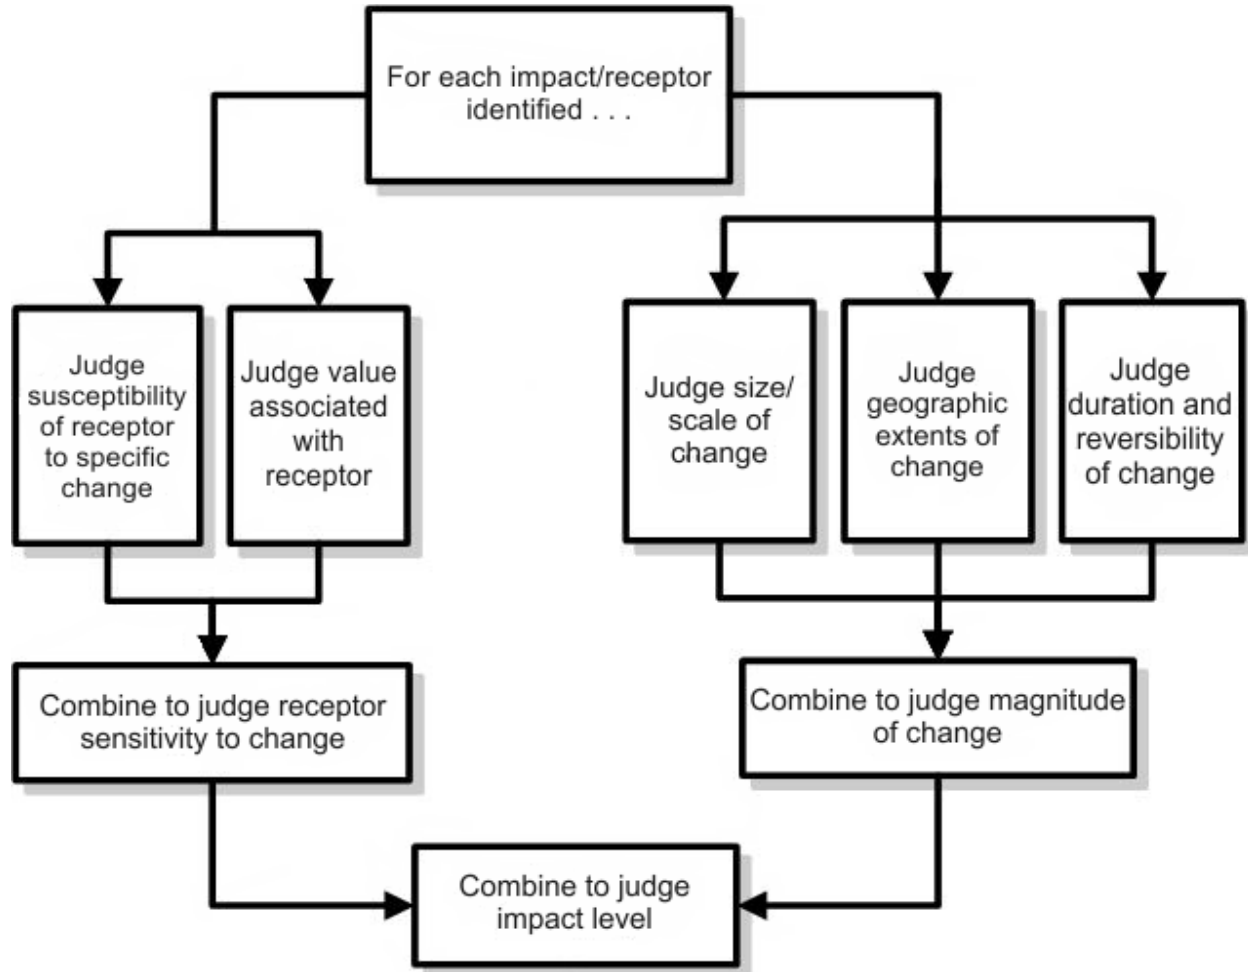 For each impact/receptor
identified . . .
Judge
susceptibility
of receptor
to specific
change
Judge value
associated
with
receptor
Judge size/
scale of
change
Judge
geographic
extents of
change
Judge
duration and
reversibility
of change
Combine to judge receptor
sensitivity to change
Combine to judge magnitude
of change
Combine to judge
impact level